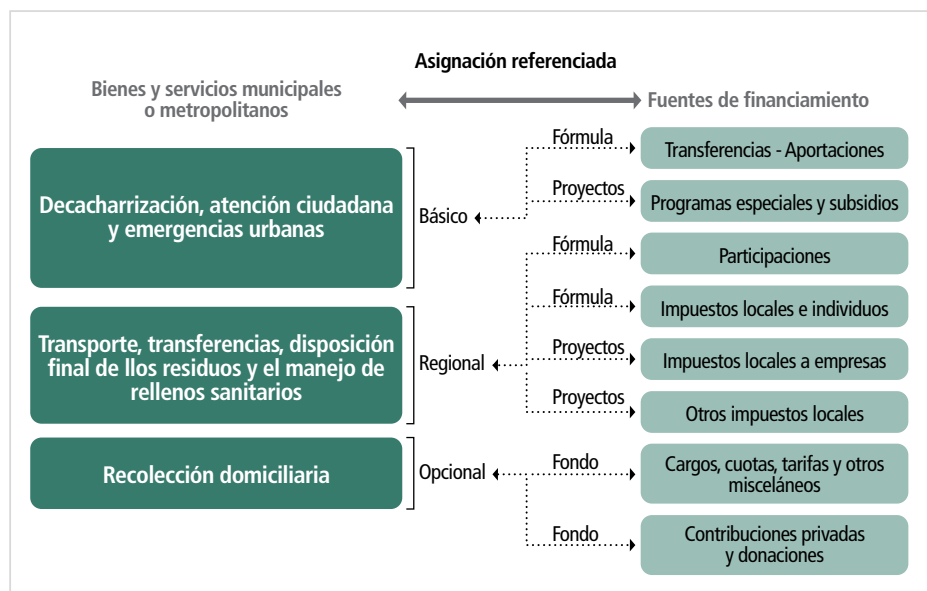 Asignación referenciada
Bienes y servicios municipales
o metropolitanos
Fuentes de financiamiento
Decacharrización, atención ciudadana
y emergencias urbanas
Básico
Fórmula
Transferencias - Aportaciones
Proyectos
Programas especiales y subsidios
Transporte, transferencias, disposición
final de llos residuos y el manejo de
rellenos sanitarios
Regional
Fórmula
Participaciones
Fórmula
Impuestos locales e individuos
Proyectos
Impuestos locales a empresas
Proyectos
Otros impuestos locales
Recolección domiciliaria
Opcional
Fondo
Cargos, cuotas, tarifas y otros
misceláneos
Fondo
Contribuciones privadas
y donaciones